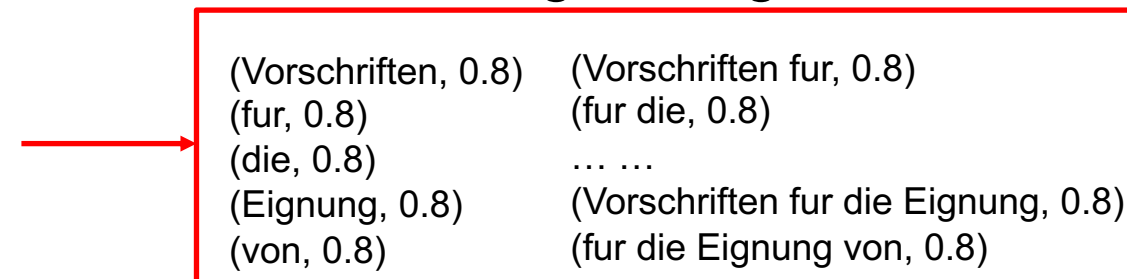 (Vorschriften, 0.8)
(fur, 0.8)
(die, 0.8)
(Eignung, 0.8)
(von, 0.8)
(Vorschriften fur, 0.8)
(fur die, 0.8)
… …
(Vorschriften fur die Eignung, 0.8)
(fur die Eignung von, 0.8)